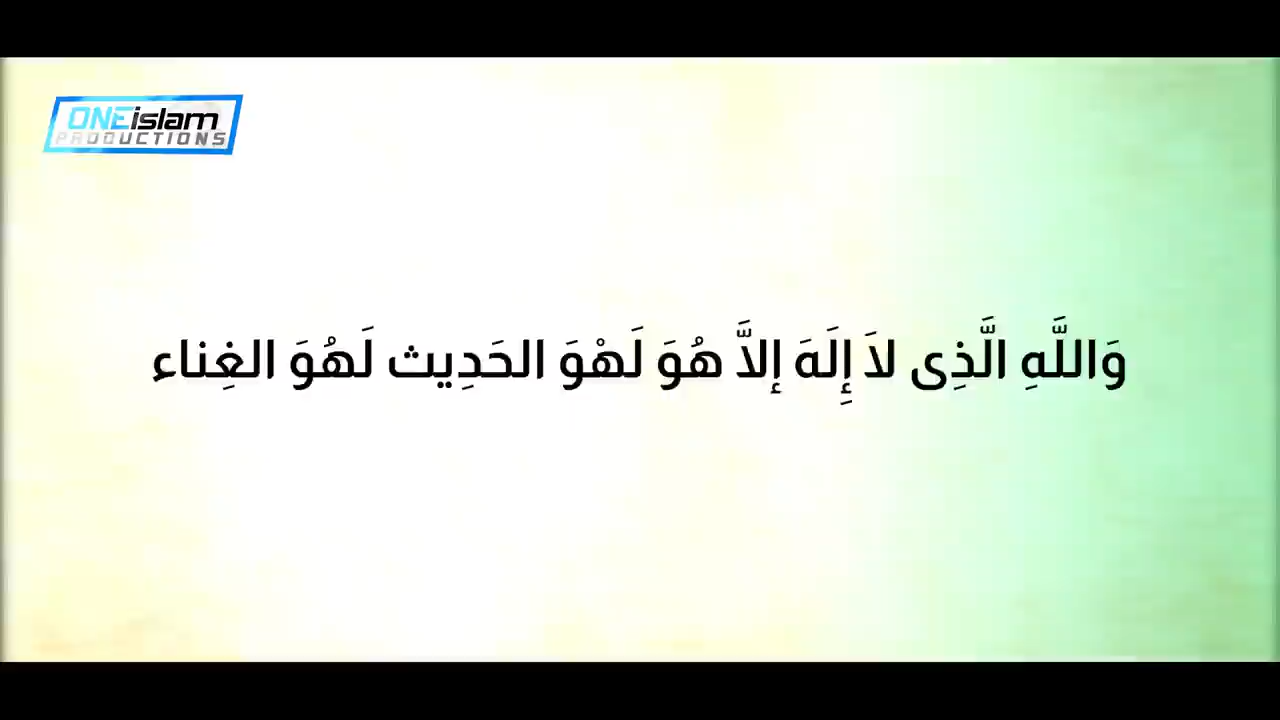 ONEislam
PRODUCTIONS
وَاللَّهِ الَّذِى لاَ إِلَهَ إلاَّ هُوَ لَهْوَ الحَدِيث لَهُوَ الغِناء